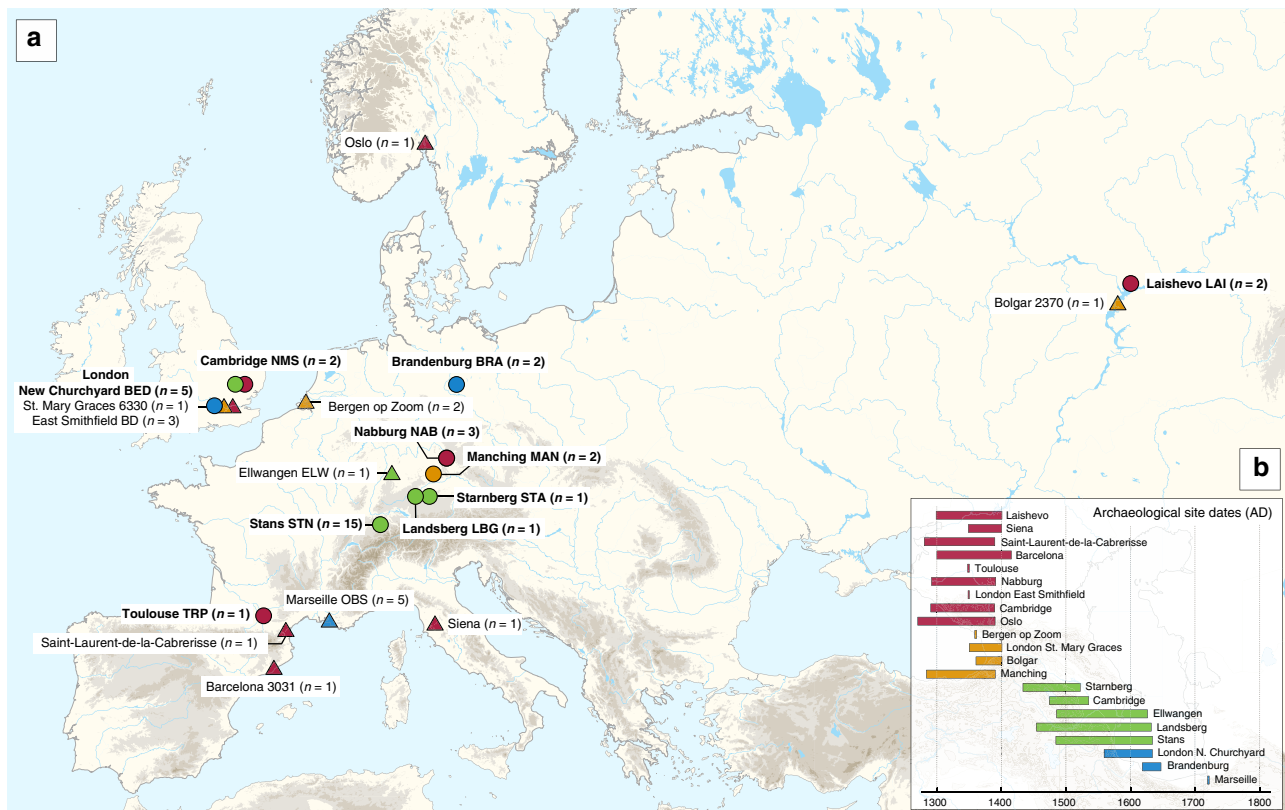 a
Oslo (n = 1)
Laishevo LAI (n = 2)
Bolgar 2370 (n = 1)
Cambridge NMS (n = 2)
Brandenburg BRA (n = 2)
London
New Churchyard BED (n = 5)
St. Mary Graces 6330 (n = 1)
East Smithfield BD (n = 3)
Bergen op Zoom (n = 2)
Nabburg NAB (n = 3)
Manching MAN (n = 2)
Ellwangen ELW (n = 1)
Starnberg STA (n = 1)
Stans STN (n = 15)
Landsberg LBG (n = 1)
Marseille OBS (n = 5)
Toulouse TRP (n = 1)
Siena (n = 1)
Saint-Laurent-de-la-Cabrerisse (n = 1)
Barcelona 3031 (n = 1)
b
Archaeological site dates (AD)
Laishevo
Siena
Saint-Laurent-de-la-Cabrerisse
Barcelona
Toulouse
Nabburg
London East Smithfield
Cambridge
Oslo
Bergen op Zoom
London St. Mary Graces
Bolgar
Manching
Starnberg
Cambridge
Ellwangen
Landsberg
Stans
London N. Churchyard
Brandenburg
Marseille
1300 1400 1500 1600 1700 1800